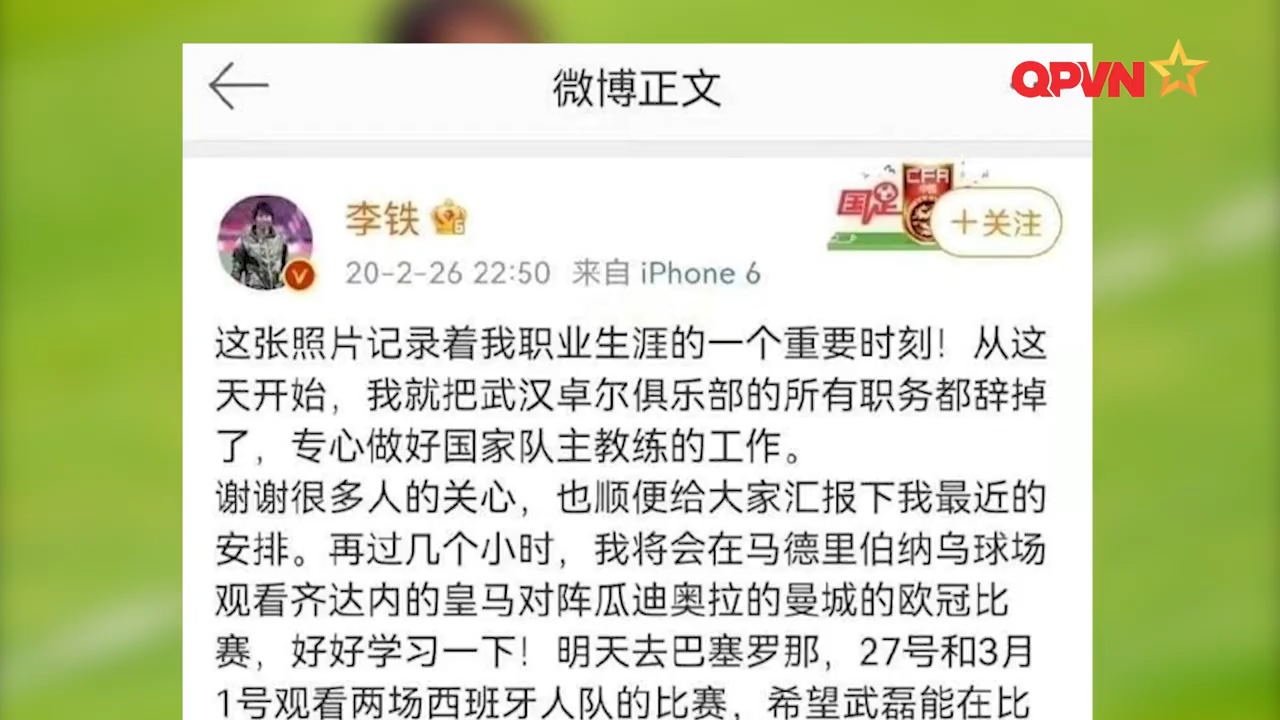 微博正文
QPVN
李铁
国足
CFA
中国
+关注
20-2-26 22:50 来自 iPhone 6
这张照片记录着我职业生涯的一个重要时刻！从这
天开始，我就把武汉卓尔俱乐部的所有职务都辞掉
了，专心做好国家队主教练的工作。
谢谢很多人的关心，也顺便给大家汇报下我最近的
安排。再过几个小时，我将会在马德里伯纳乌球场
观看齐达内的皇马对阵瓜迪奥拉的曼城的欧冠比
赛，好好学习一下！明天去巴塞罗那，27号和3月
1号观看两场西班牙人队的比赛，希望武磊能在比